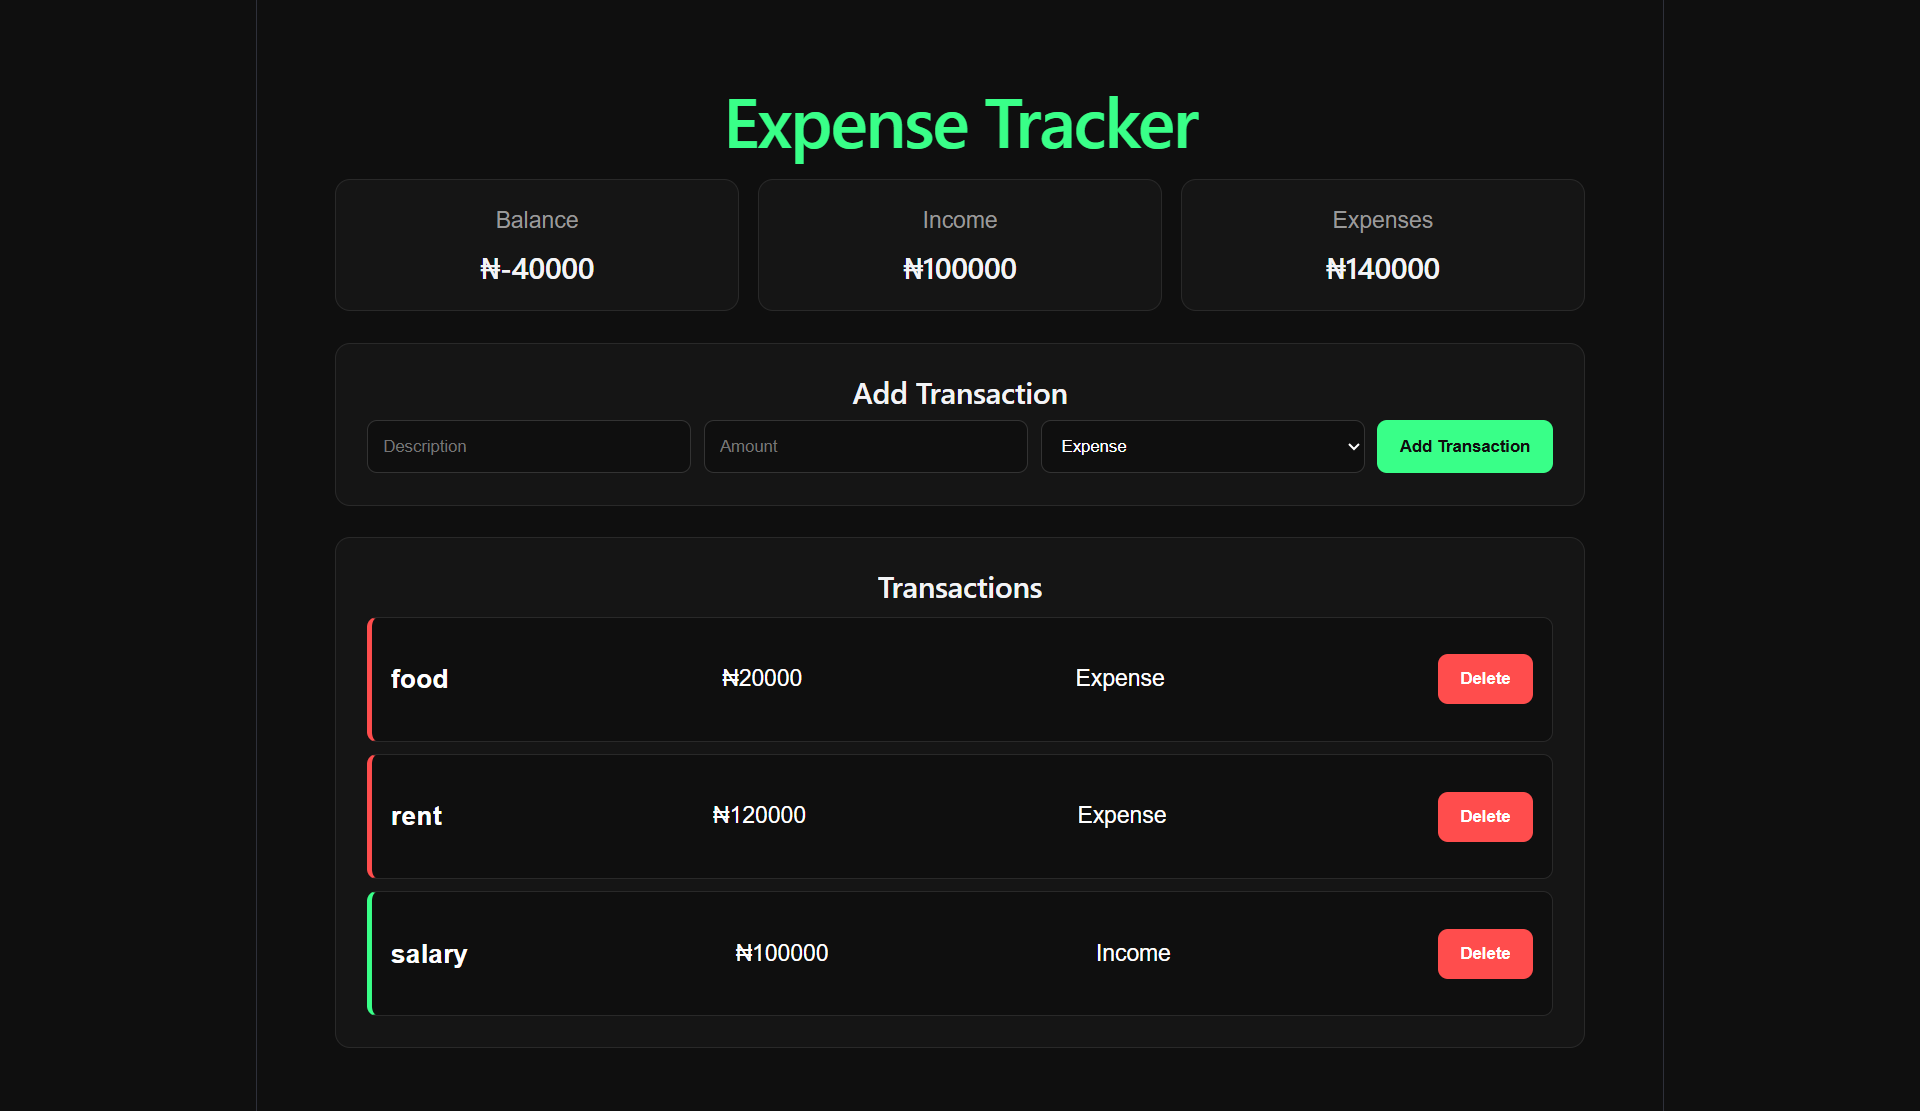 Expense Tracker
Balance
₦-40000
Income
₦100000
Expenses
₦140000
Add Transaction
Description Amount Expense Add Transaction
Transactions
food ₦20000 Expense Delete
rent ₦120000 Expense Delete
salary ₦100000 Income Delete